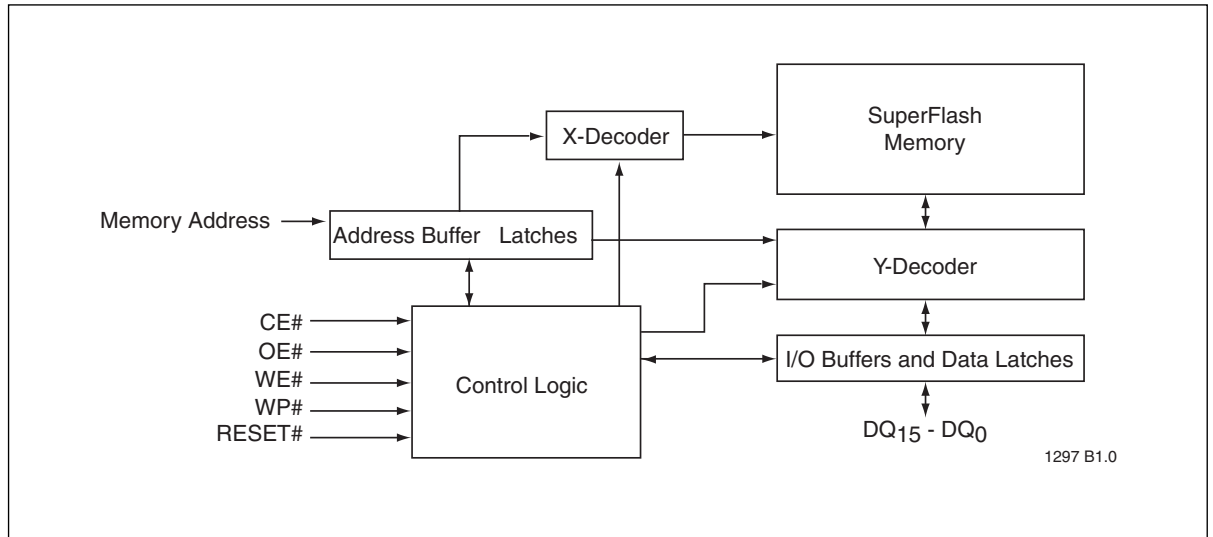 SuperFlash
Memory
X-Decoder
Memory Address
Address Buffer Latches
Y-Decoder
CE#
OE#
WE#
WP#
RESET#
Control Logic
I/O Buffers and Data Latches
DQ15 - DQ0
1297 B1.0